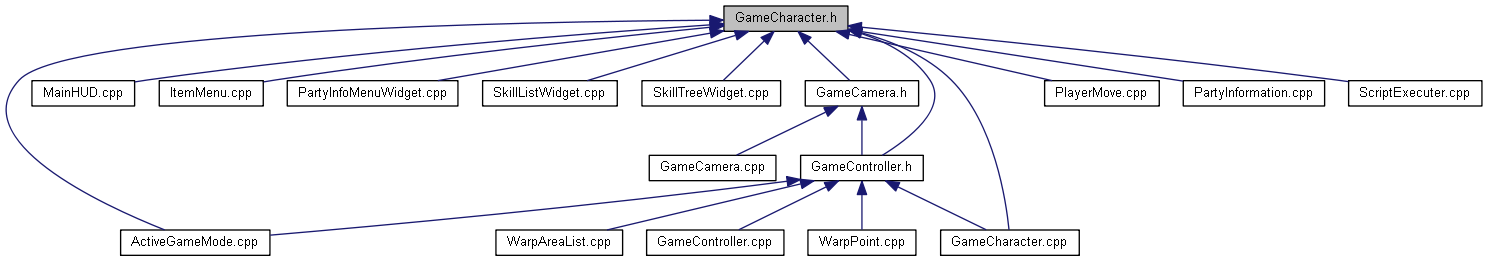 GameCharacter.h
MainHUD.cpp
ItemMenu.cpp
PartyInfoMenuWidget.cpp
SkillListWidget.cpp
SkillTreeWidget.cpp
GameCamera.h
PlayerMove.cpp
PartyInformation.cpp
ScriptExecuter.cpp
GameCamera.cpp
GameController.h
ActiveGameMode.cpp
WarpAreaList.cpp
GameController.cpp
WarpPoint.cpp
GameCharacter.cpp